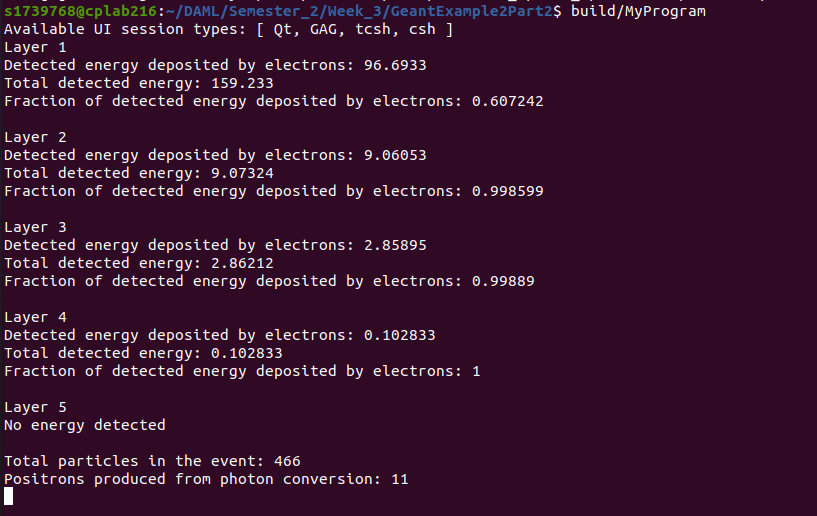 s1739768@cplab216:~/DAML/Semester_2/Week_3/GeantExample2Part2$ build/MyProgram
Available UI session types: [ Qt, GAG, tcsh, csh ]
Layer 1
Detected energy deposited by electrons: 96.6933
Total detected energy: 159.233
Fraction of detected energy deposited by electrons: 0.607242

Layer 2
Detected energy deposited by electrons: 9.06053
Total detected energy: 9.07324
Fraction of detected energy deposited by electrons: 0.998599

Layer 3
Detected energy deposited by electrons: 2.85895
Total detected energy: 2.86212
Fraction of detected energy deposited by electrons: 0.99889

Layer 4
Detected energy deposited by electrons: 0.102833
Total detected energy: 0.102833
Fraction of detected energy deposited by electrons: 1

Layer 5
No energy detected

Total particles in the event: 466
Positrons produced from photon conversion: 11